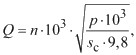 Q = n·10³·√(p·10³/(s_c·9,8)),